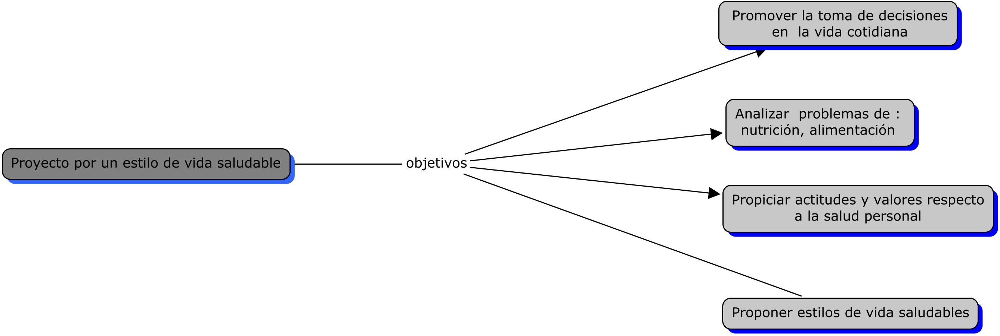 Promover la toma de decisiones
en la vida cotidiana
Analizar problemas de :
nutrición, alimentación
Proyecto por un estilo de vida saludable
objetivos
Propiciar actitudes y valores respecto
a la salud personal
Proponer estilos de vida saludables